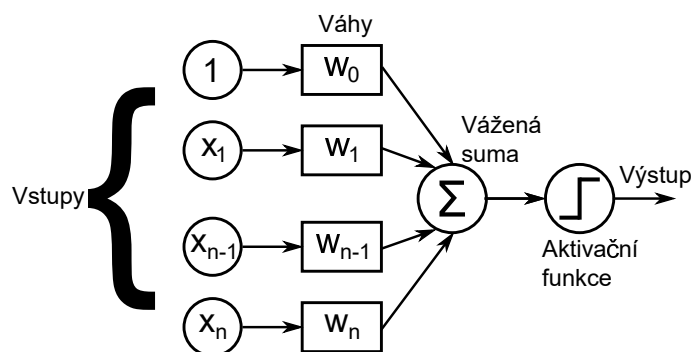 Váhy
1
w0
x1
w1
Vážená
suma
Vstupy
Σ
Výstup
xn-1
wn-1
Aktivační
funkce
xn
wn